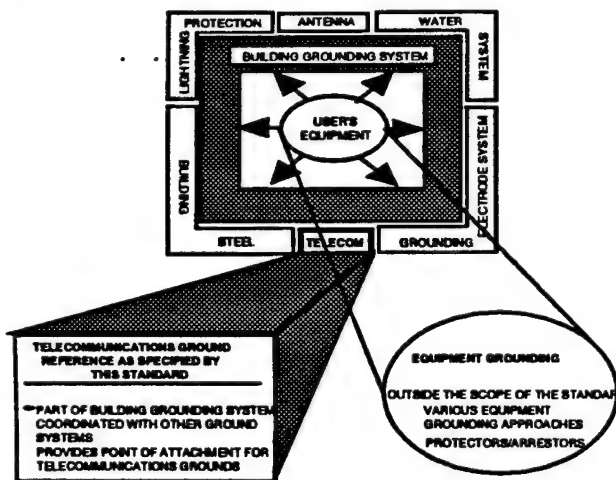 PROTECTION
ANTENNA
WATER
LIGHTNING
SYSTEM
BUILDING GROUNDING SYSTEM
USER'S
EQUIPMENT
BUILDING
ELECTRODE SYSTEM
STEEL
TELECOM
GROUNDING
TELECOMMUNICATIONS GROUND
REFERENCE AS SPECIFIED BY
THIS STANDARD
PART OF BUILDING GROUNDING SYSTEM
COORDINATED WITH OTHER GROUND
SYSTEMS
PROVIDES POINT OF ATTACHMENT FOR
TELECOMMUNICATIONS GROUNDS
EQUIPMENT GROUNDING
OUTSIDE THE SCOPE OF THE STANDARD
VARIOUS EQUIPMENT
GROUNDING APPROACHES
PROTECTORS/ARRESTORS